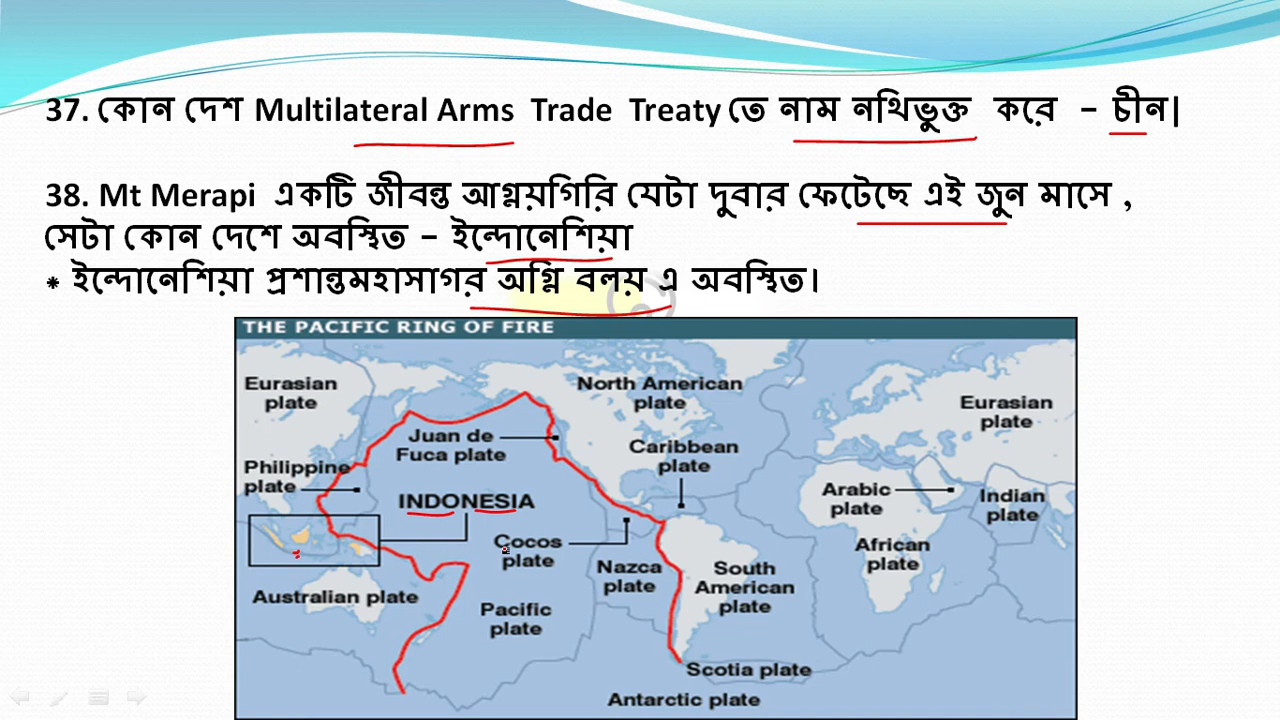 37. কোন দেশ Multilateral Arms Trade Treaty তে নাম নথিভুক্ত করে – চীন|
38. Mt Merapi একটি জীবন্ত আগ্নয়গিরি যেটা দুবার ফেটেছে এই জুন মাসে ,
সেটা কোন দেশে অবস্থিত – ইন্দোনেশিয়া
* ইন্দোনেশিয়া প্রশান্তমহাসাগর অগ্নি বলয় এ অবস্থিত।
THE PACIFIC RING OF FIRE
Eurasian
plate
North American
plate
Eurasian
plate
Juan de
Fuca plate
Caribbean
plate
Philippine
plate
INDONESIA
Arabic
plate
Indian
plate
Cocos
plate
African
plate
Nazca
plate
South
American
plate
Australian plate
Pacific
plate
Scotia plate
Antarctic plate